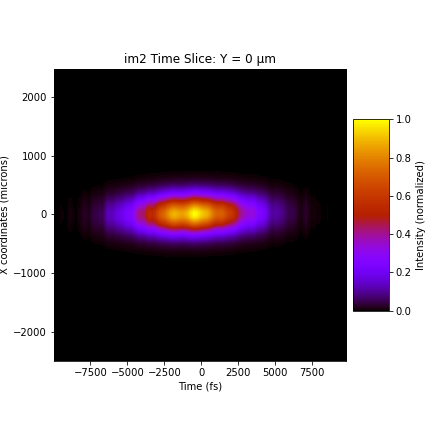 im2 Time Slice: Y = 0 μm
2000
1000
0
−1000
−2000
X coordinates (microns)
−7500 −5000 −2500 0 2500 5000 7500
Time (fs)
1.0
0.8
0.6
0.4
0.2
0.0
Intensity (normalized)